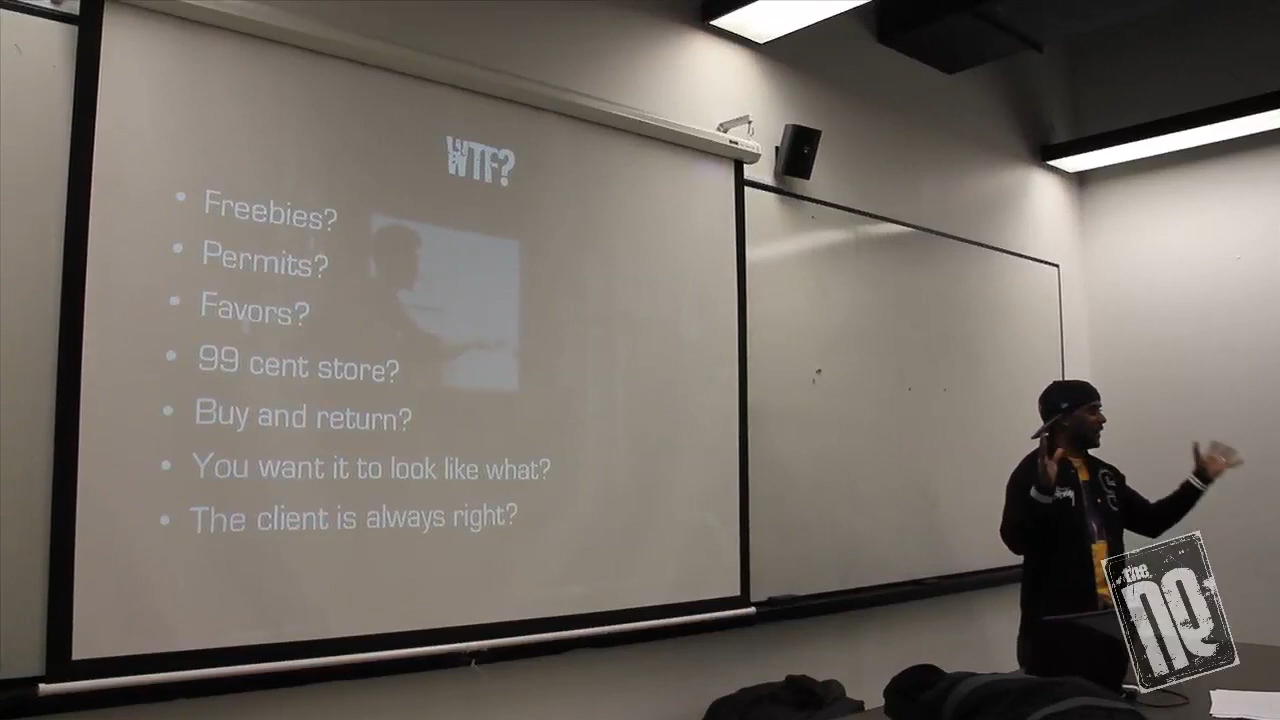 WTF?
Freebies?
Permits?
Favors?
99 cent store?
Buy and return?
You want it to look like what?
The client is always right?
the
NE